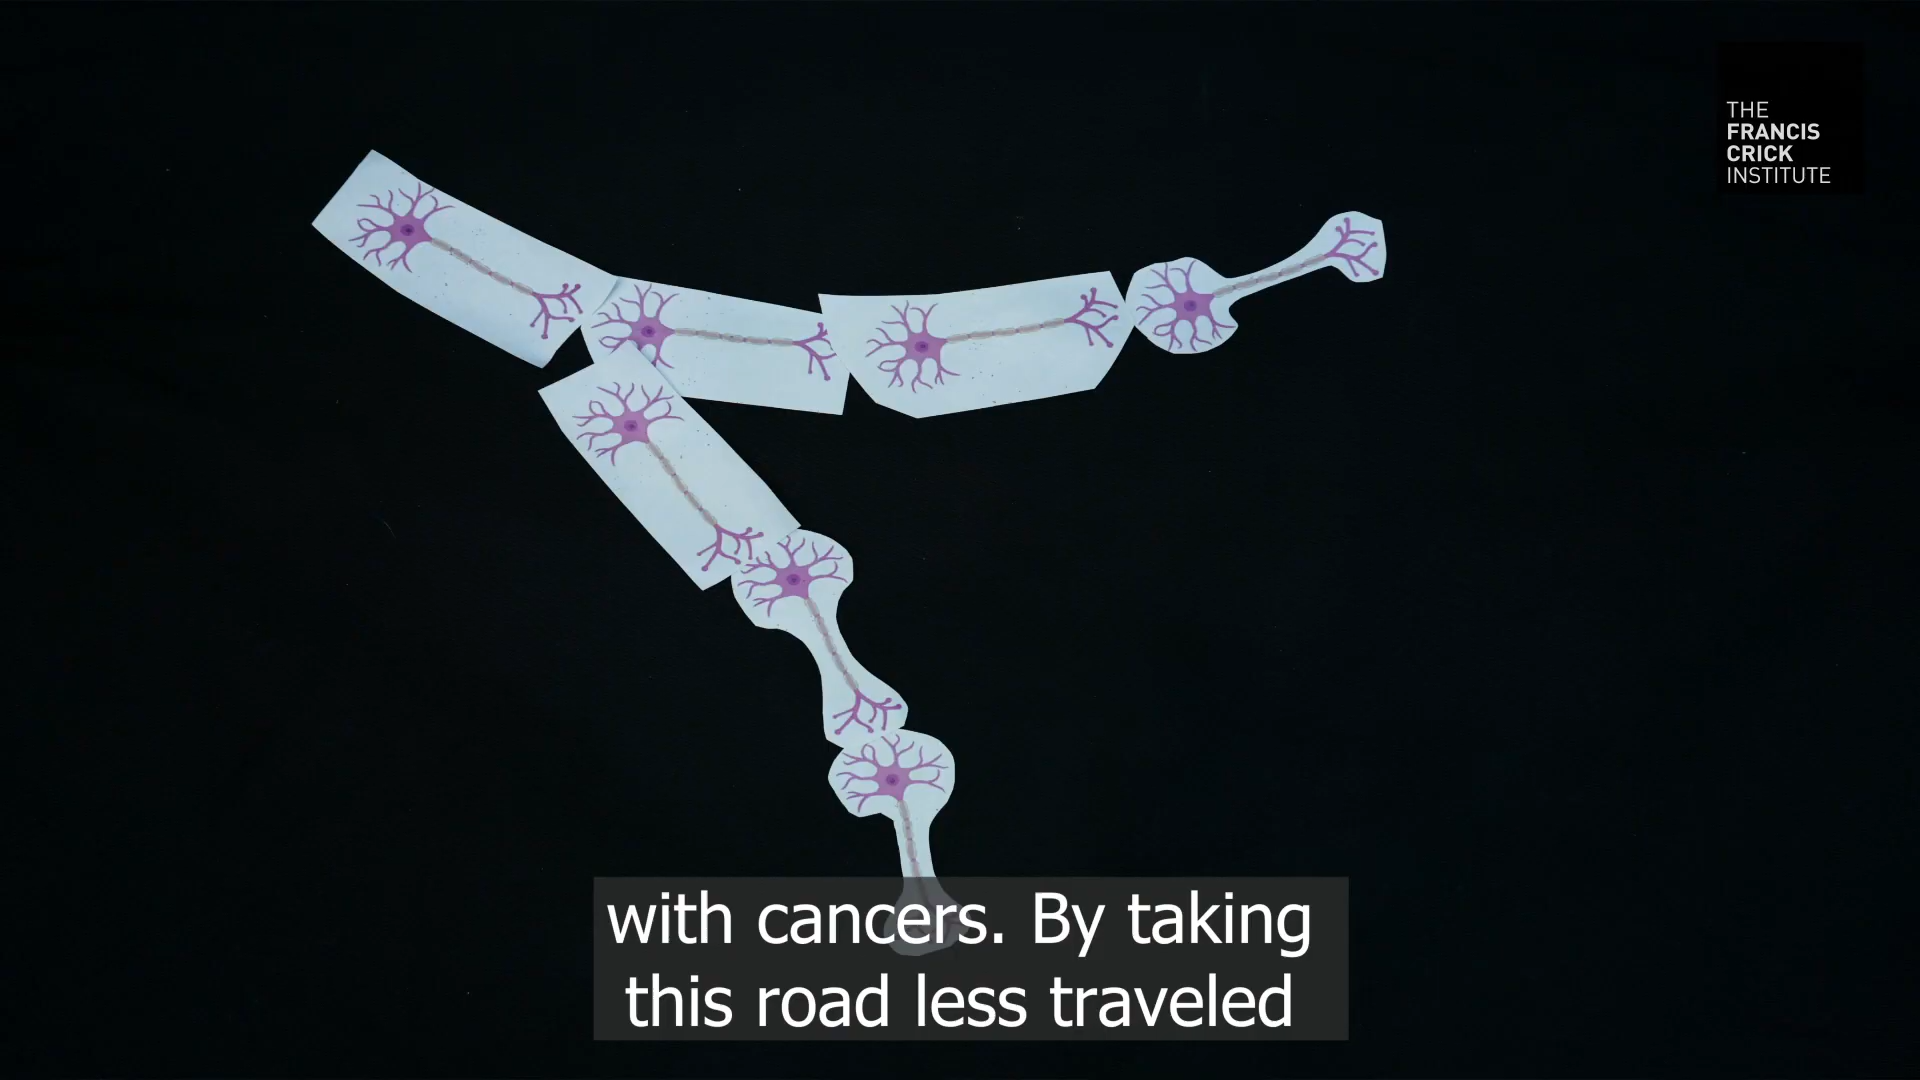 THE
FRANCIS
CRICK
INSTITUTE
with cancers. By taking
this road less traveled